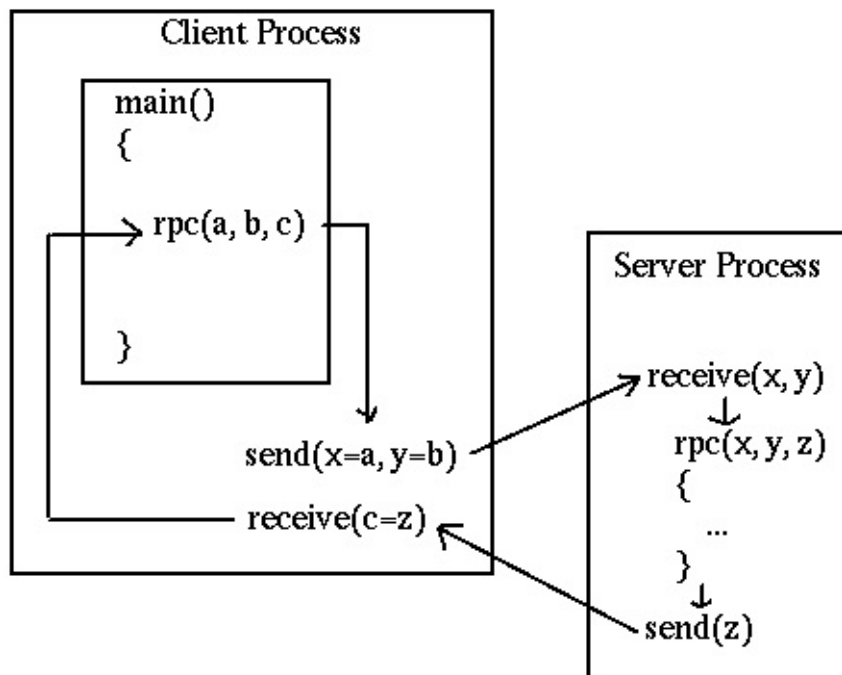 Client Process
main()
{
rpc(a, b, c)
}
send(x=a, y=b)
receive(c=z)
Server Process
receive(x, y)
rpc(x, y, z)
{
...
}
send(z)